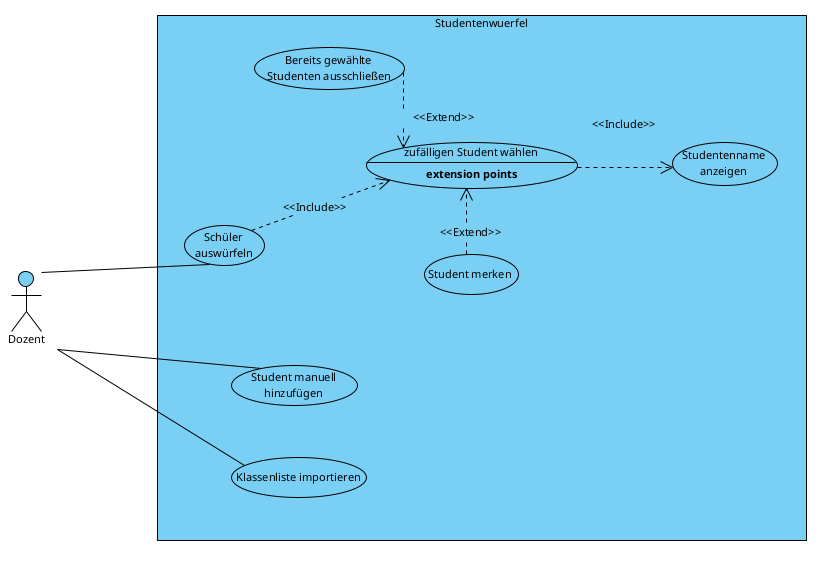 Studentenwuerfel
Bereits gewählte
Studenten ausschließen
<<Extend>>
<<Include>>
zufälligen Student wählen
extension points
Studentenname
anzeigen
<<Include>>
Schüler
auswürfeln
<<Extend>>
Student merken
Dozent
Student manuell
hinzufügen
Klassenliste importieren